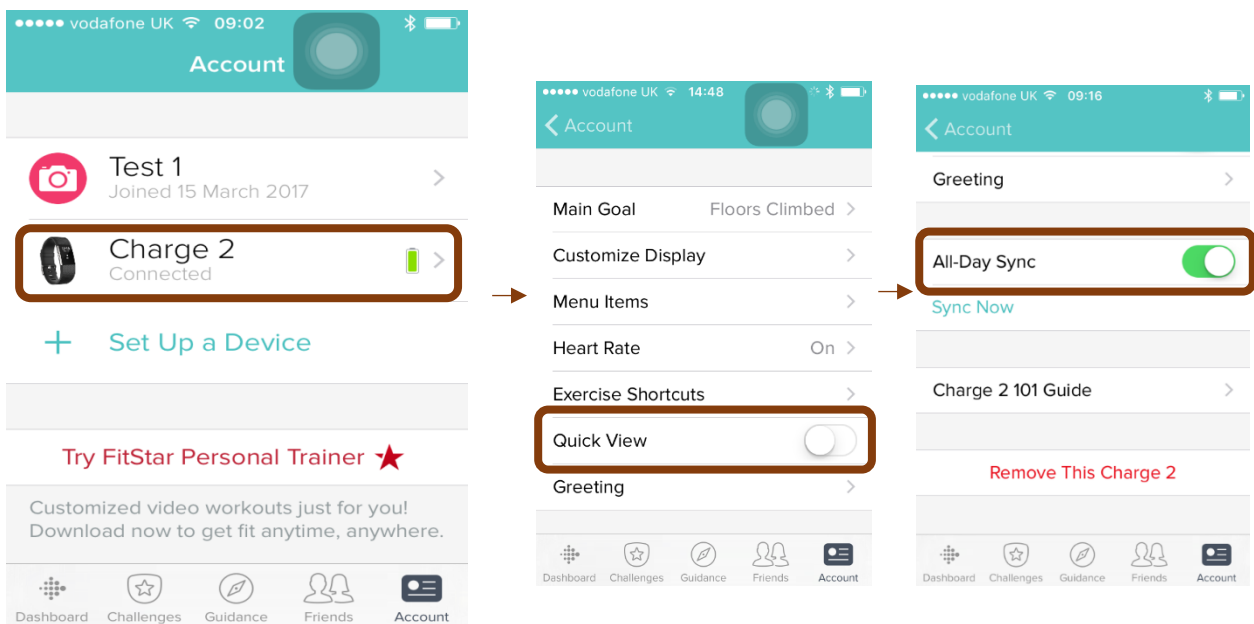 vodafone UK 09:02
Account
Test 1
Joined 15 March 2017
Charge 2
Connected
+ Set Up a Device
Try FitStar Personal Trainer
Customized video workouts just for you!
Download now to get fit anytime, anywhere.
Dashboard Challenges Guidance Friends Account
vodafone UK 14:48
Account
Main Goal Floors Climbed
Customize Display
Menu Items
Heart Rate On
Exercise Shortcuts
Quick View
Greeting
Dashboard Challenges Guidance Friends Account
vodafone UK 09:16
Account
Greeting
All-Day Sync
Sync Now
Charge 2 101 Guide
Remove This Charge 2
Dashboard Challenges Guidance Friends Account